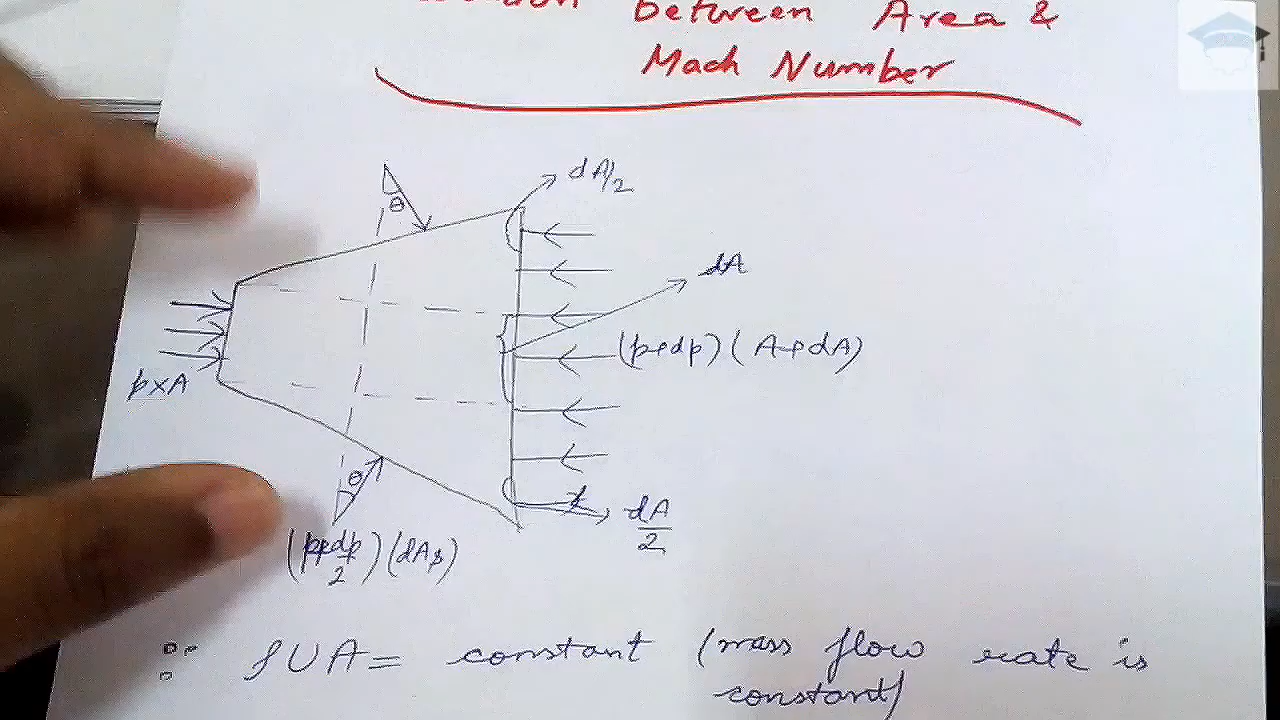 between Area &
Mach Number
dA/2
θ
dA
(p+dp) (A+dA)
p×A
θ
dA/2
(p+dp/2)(dAs)
∵ ρUA = constant (mass flow rate is
constant)